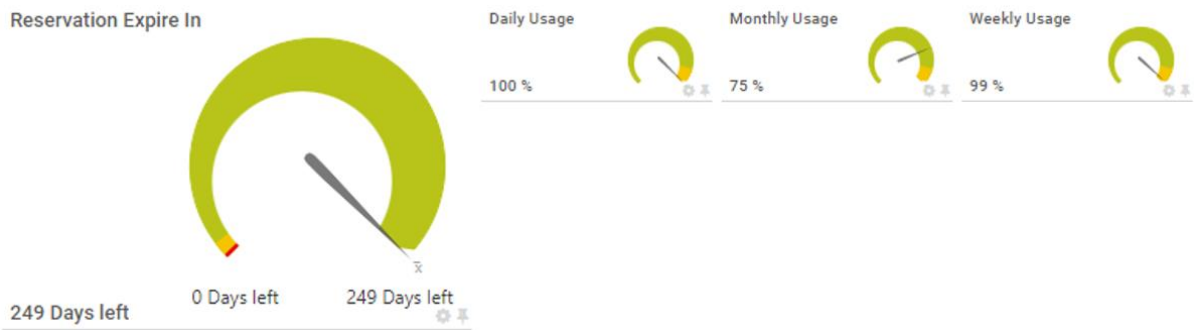 Reservation Expire In
0 Days left
249 Days left
249 Days left
Daily Usage
100 %
Monthly Usage
75 %
Weekly Usage
99 %